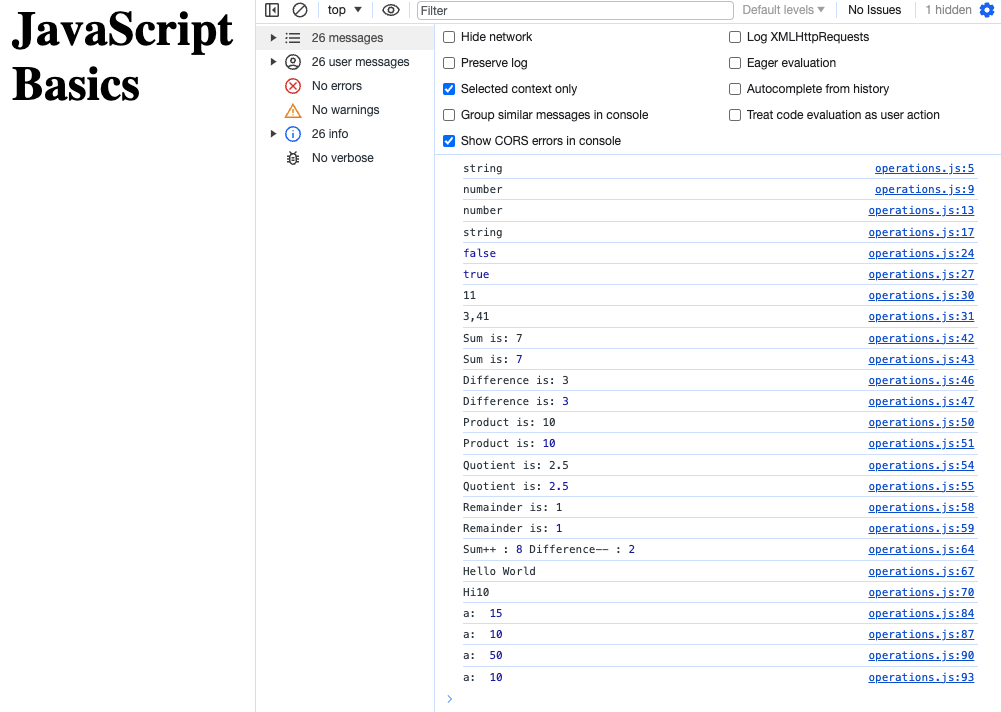 JavaScript
Basics
top ▼
Filter
Default levels ▼
No Issues
1 hidden
26 messages
26 user messages
No errors
No warnings
26 info
No verbose
Hide network
Log XMLHttpRequests
Preserve log
Eager evaluation
Selected context only
Autocomplete from history
Group similar messages in console
Treat code evaluation as user action
Show CORS errors in console
string operations.js:5
number operations.js:9
number operations.js:13
string operations.js:17
false operations.js:24
true operations.js:27
11 operations.js:30
3,41 operations.js:31
Sum is: 7 operations.js:42
Sum is: 7 operations.js:43
Difference is: 3 operations.js:46
Difference is: 3 operations.js:47
Product is: 10 operations.js:50
Product is: 10 operations.js:51
Quotient is: 2.5 operations.js:54
Quotient is: 2.5 operations.js:55
Remainder is: 1 operations.js:58
Remainder is: 1 operations.js:59
Sum++ : 8 Difference-- : 2 operations.js:64
Hello World operations.js:67
Hi10 operations.js:70
a:  15 operations.js:84
a:  10 operations.js:87
a:  50 operations.js:90
a:  10 operations.js:93